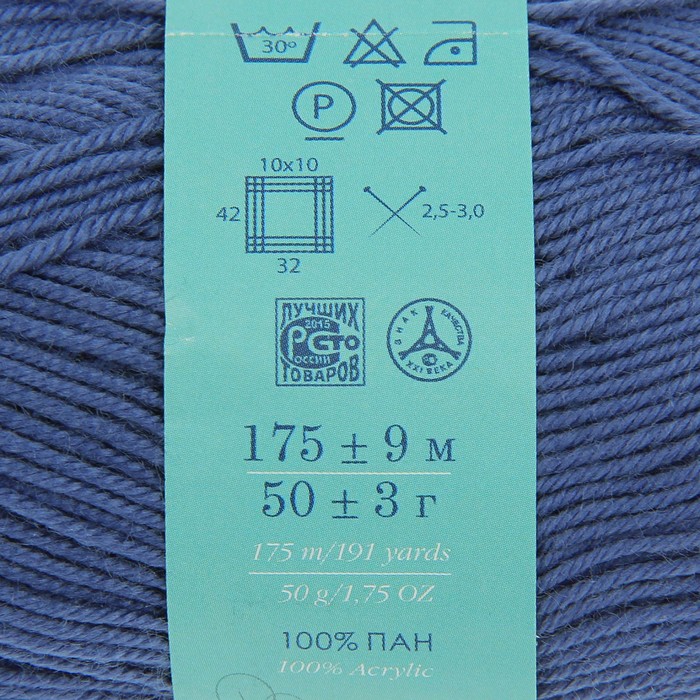 30°
P
10x10
42
2,5-3,0
32
ЛУЧШИХ
2015
СТО
РОССИИ
ТОВАРОВ
ЗНАК КАЧЕСТВА
XXI ВЕКА
175 ± 9 м
50 ± 3 г
175 m/191 yards
50 g/1,75 OZ
100% ПАН
100% Acrylic